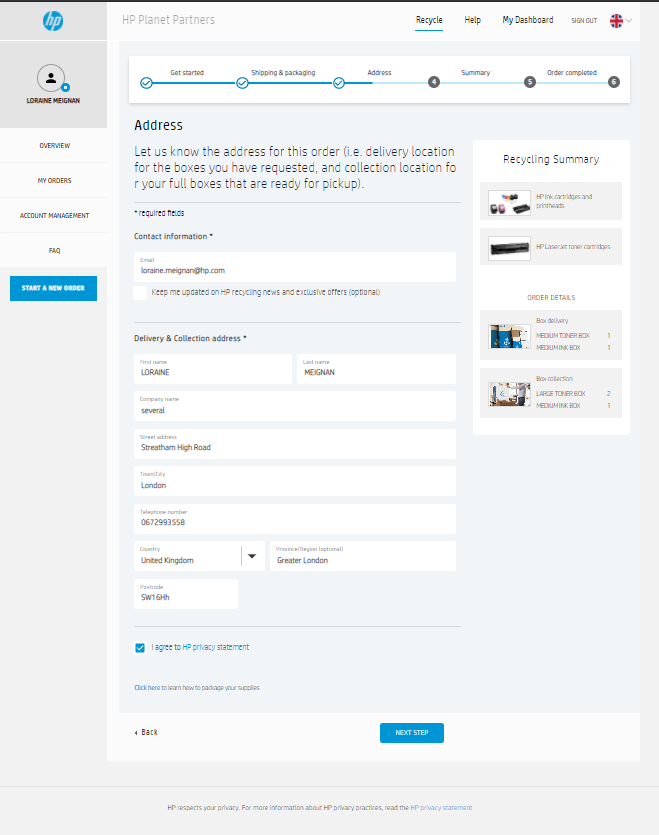 hp
HP Planet Partners
Recycle
Help
My Dashboard
SIGN OUT
LORAINE MEIGNAN
OVERVIEW
MY ORDERS
ACCOUNT MANAGEMENT
FAQ
START A NEW ORDER
Get started
Shipping & packaging
Address
4
Summary
5
Order completed
6
Address
Let us know the address for this order (i.e. delivery location
for the boxes you have requested, and collection location fo
r your full boxes that are ready for pickup).
* required fields
Contact information *
Email
loraine.meignan@hp.com
Keep me updated on HP recycling news and exclusive offers (optional)
Delivery & Collection address *
First name
LORAINE
Last name
MEIGNAN
Company name
several
Street address
Streatham High Road
Town/City
London
Telephone number
0672993558
Country
United Kingdom
Province/Region (optional)
Greater London
Postcode
SW16Hh
I agree to HP privacy statement
Click here to learn how to package your supplies
Back
NEXT STEP
Recycling Summary
HP Ink cartridges and
printheads
HP LaserJet toner cartridges
ORDER DETAILS
Box delivery
MEDIUM TONER BOX 1
MEDIUM INK BOX 1
Box collection
LARGE TONER BOX 2
MEDIUM INK BOX 1
HP respects your privacy. For more information about HP privacy practices, read the HP privacy statement